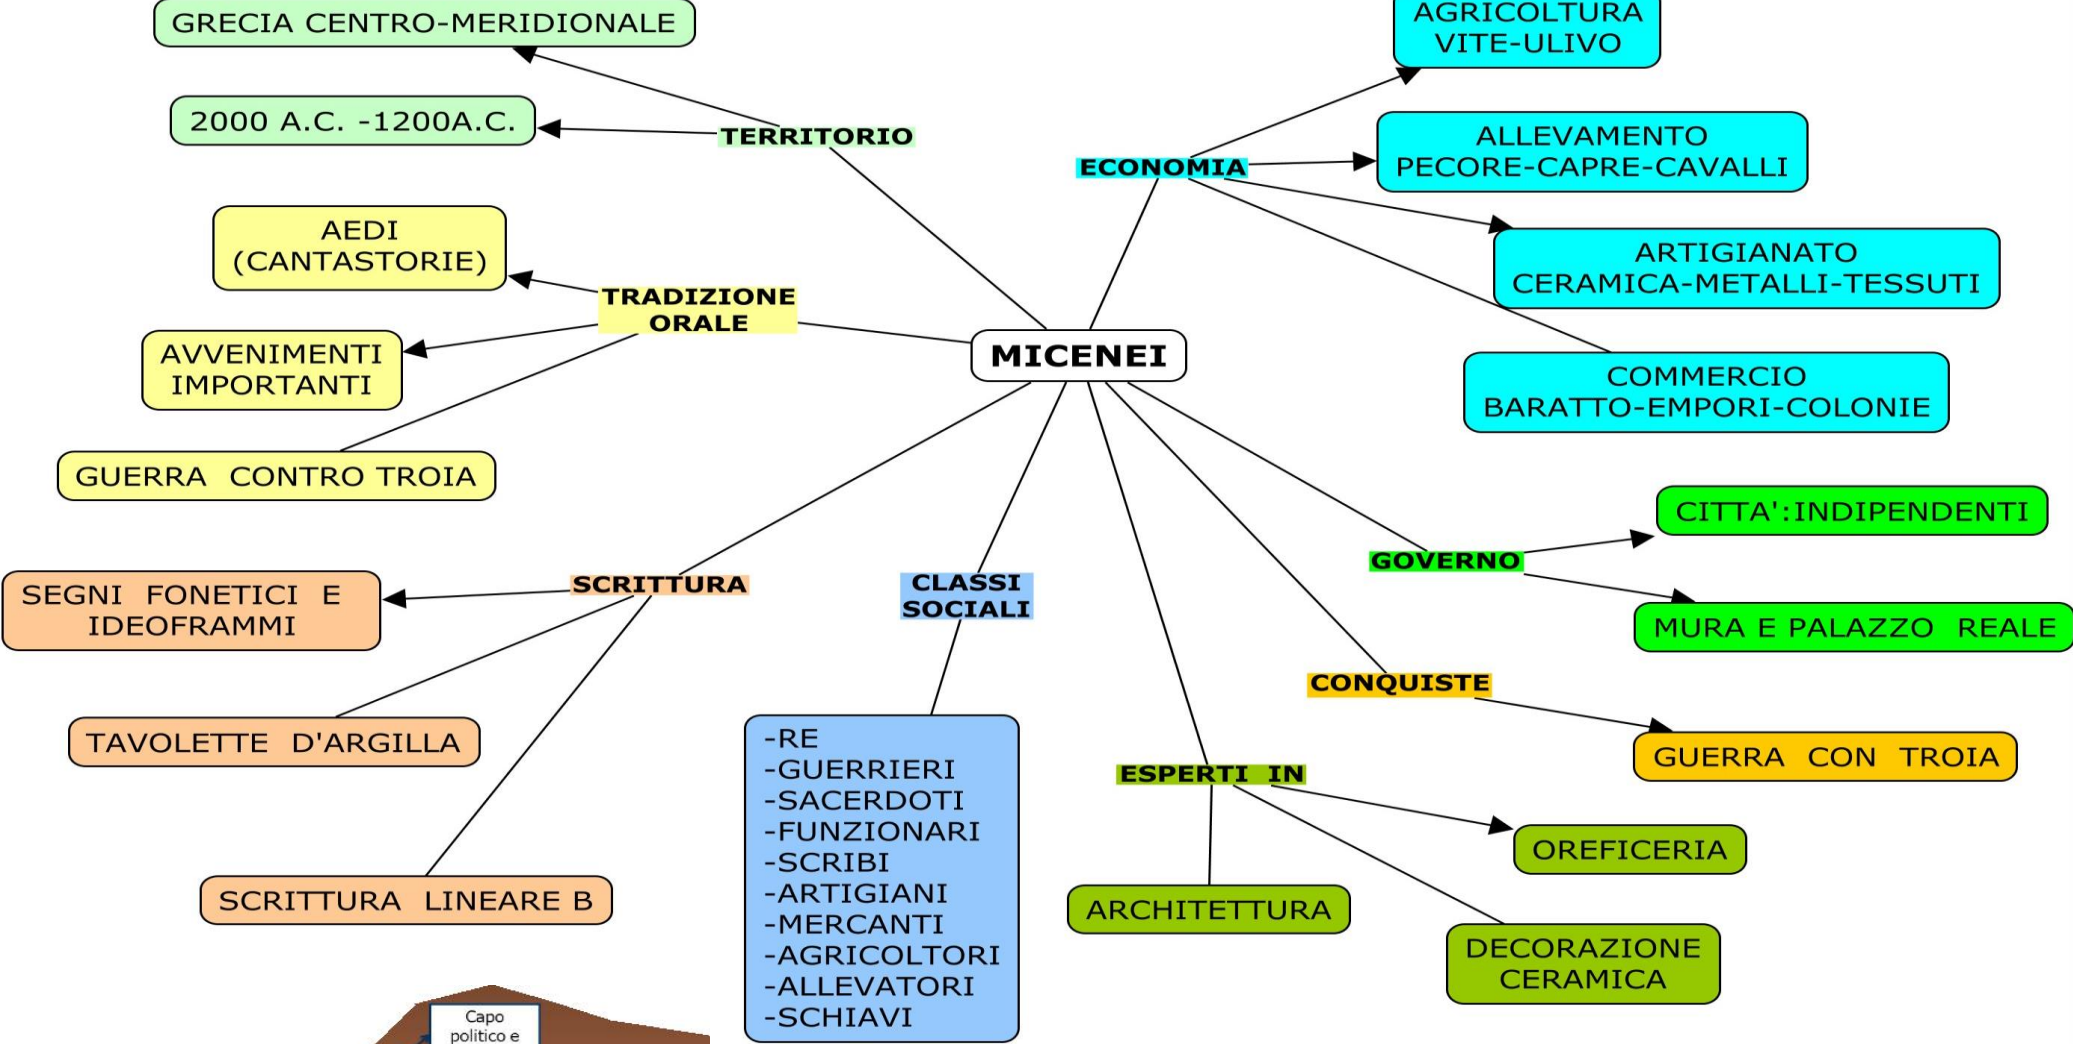 GRECIA CENTRO-MERIDIONALE
2000 A.C. -1200A.C.
TERRITORIO
AEDI
(CANTASTORIE)
AVVENIMENTI
IMPORTANTI
GUERRA CONTRO TROIA
TRADIZIONE
ORALE
MICENEI
ECONOMIA
AGRICOLTURA
VITE-ULIVO
ALLEVAMENTO
PECORE-CAPRE-CAVALLI
ARTIGIANATO
CERAMICA-METALLI-TESSUTI
COMMERCIO
BARATTO-EMPORI-COLONIE
GOVERNO
CITTA':INDIPENDENTI
MURA E PALAZZO REALE
CONQUISTE
GUERRA CON TROIA
ESPERTI IN
OREFICERIA
ARCHITETTURA
DECORAZIONE
CERAMICA
CLASSI
SOCIALI
-RE
-GUERRIERI
-SACERDOTI
-FUNZIONARI
-SCRIBI
-ARTIGIANI
-MERCANTI
-AGRICOLTORI
-ALLEVATORI
-SCHIAVI
SCRITTURA
SEGNI FONETICI E
IDEOFRAMMI
TAVOLETTE D'ARGILLA
SCRITTURA LINEARE B
Capo
politico e